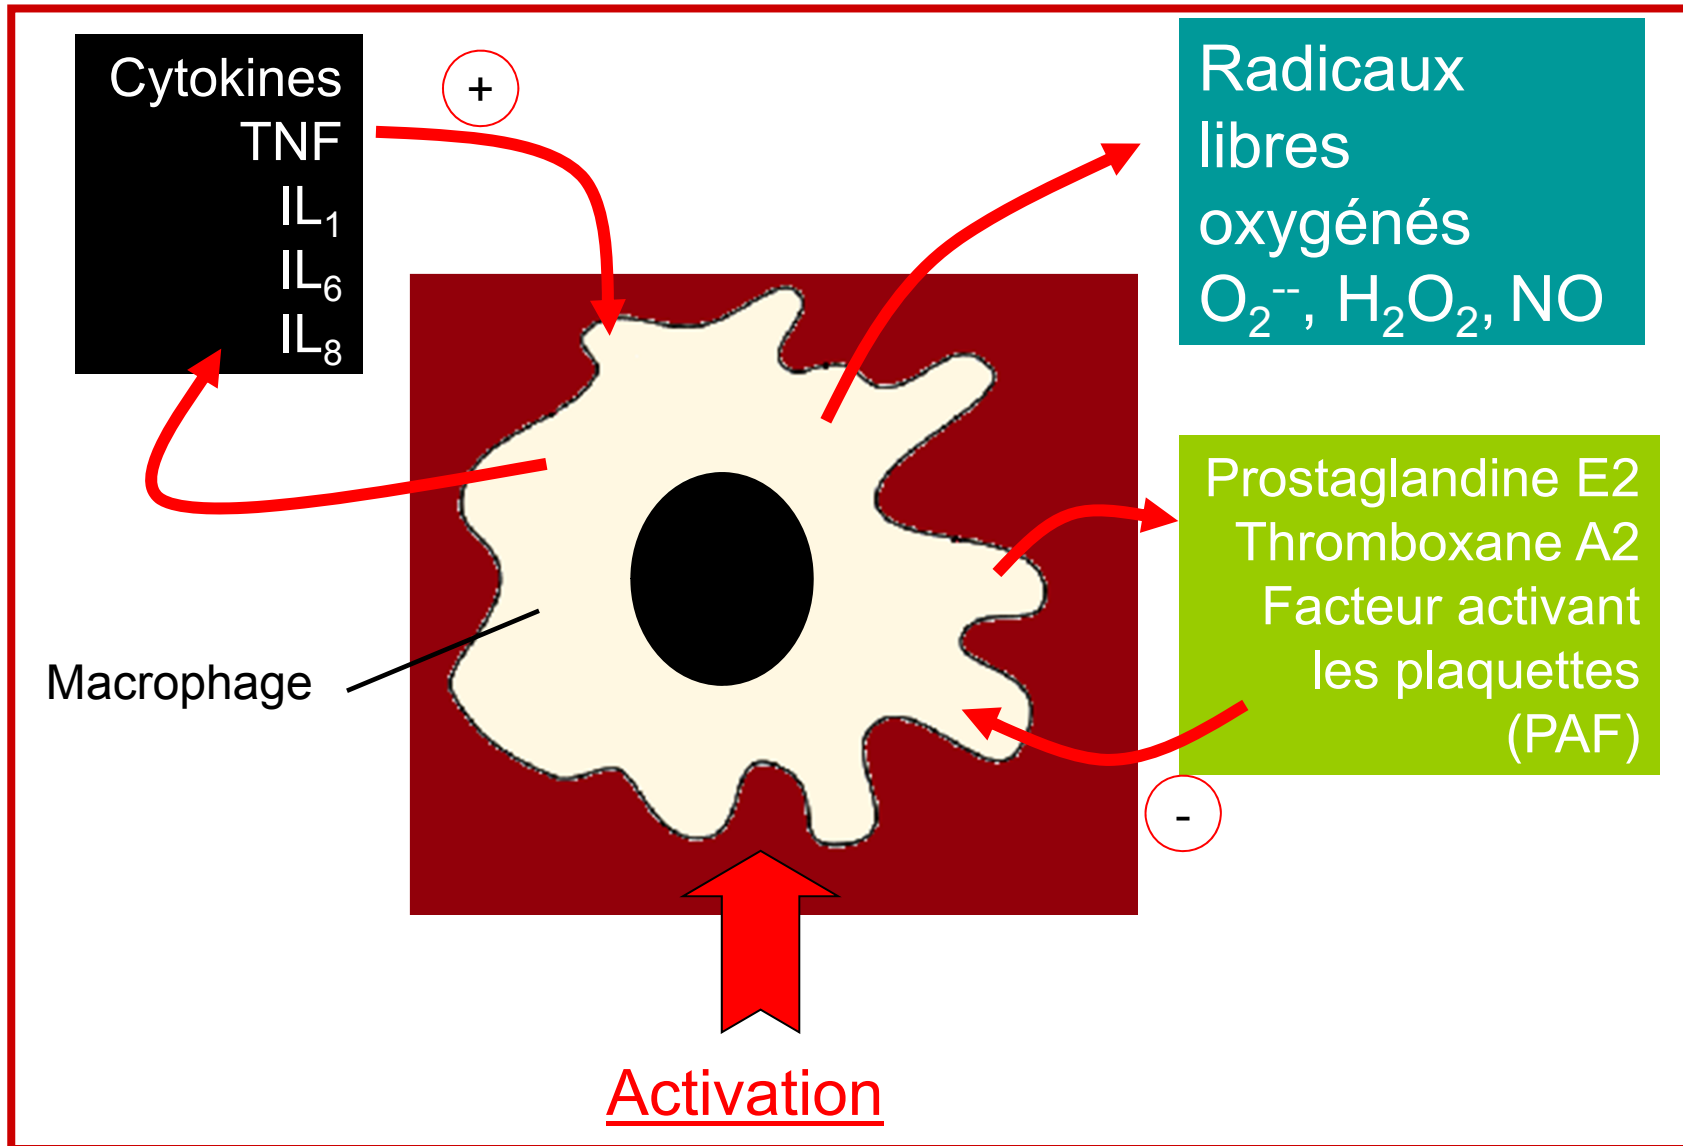 Cytokines
TNF
IL₁
IL₆
IL₈
+
Radicaux
libres
oxygénés
O₂⁻⁻, H₂O₂, NO
Prostaglandine E2
Thromboxane A2
Facteur activant
les plaquettes
(PAF)
-
Macrophage
Activation